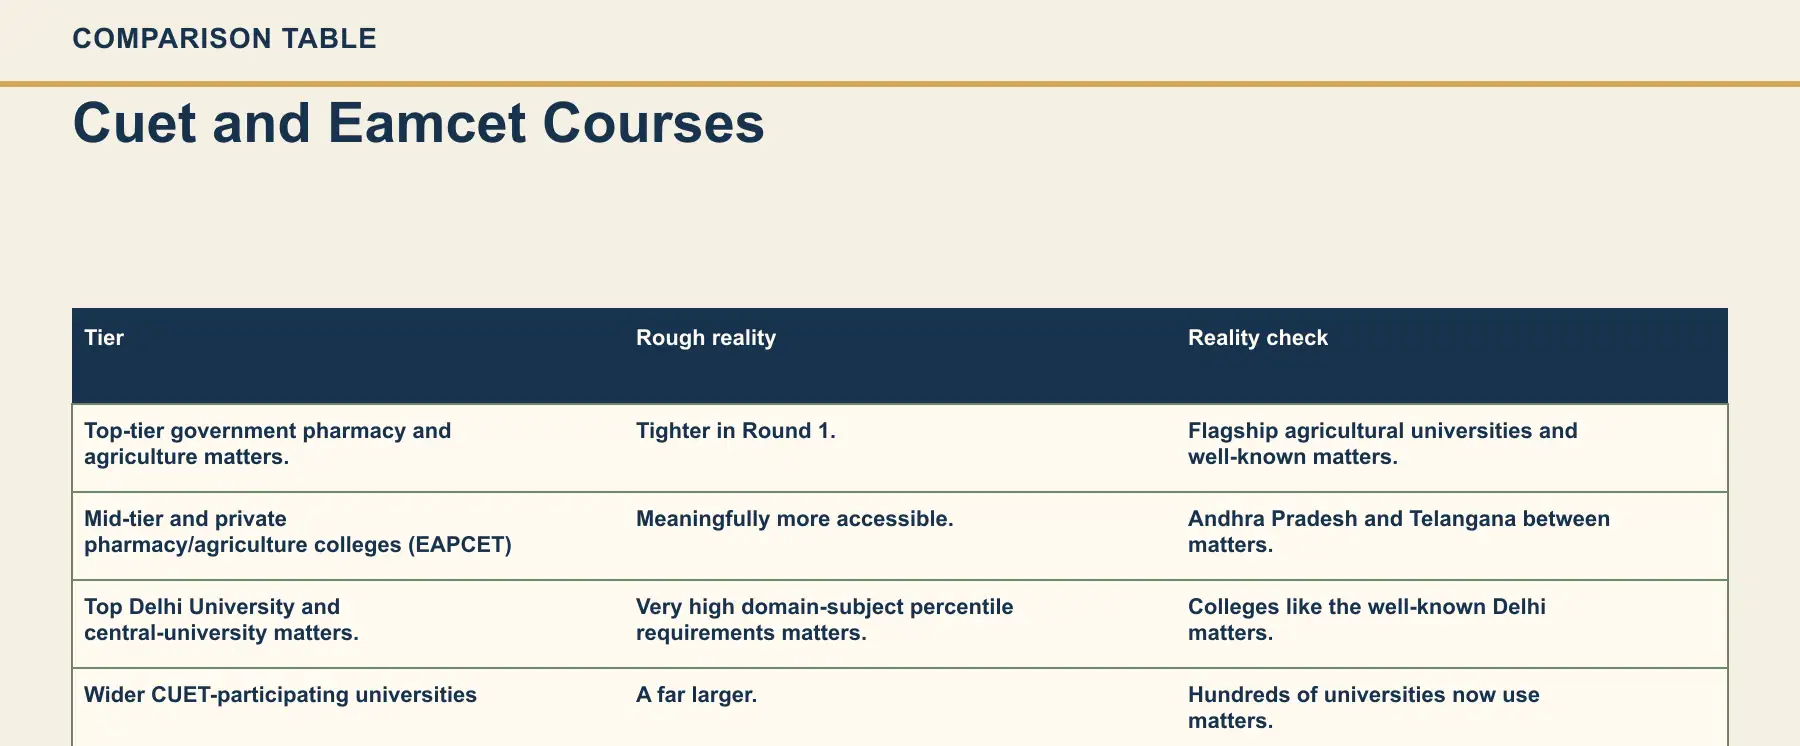 COMPARISON TABLE
Cuet and Eamcet Courses
Tier
Rough reality
Reality check
Top-tier government pharmacy and
agriculture matters.
Tighter in Round 1.
Flagship agricultural universities and
well-known matters.
Mid-tier and private
pharmacy/agriculture colleges (EAPCET)
Meaningfully more accessible.
Andhra Pradesh and Telangana between
matters.
Top Delhi University and
central-university matters.
Very high domain-subject percentile
requirements matters.
Colleges like the well-known Delhi
matters.
Wider CUET-participating universities
A far larger.
Hundreds of universities now use
matters.